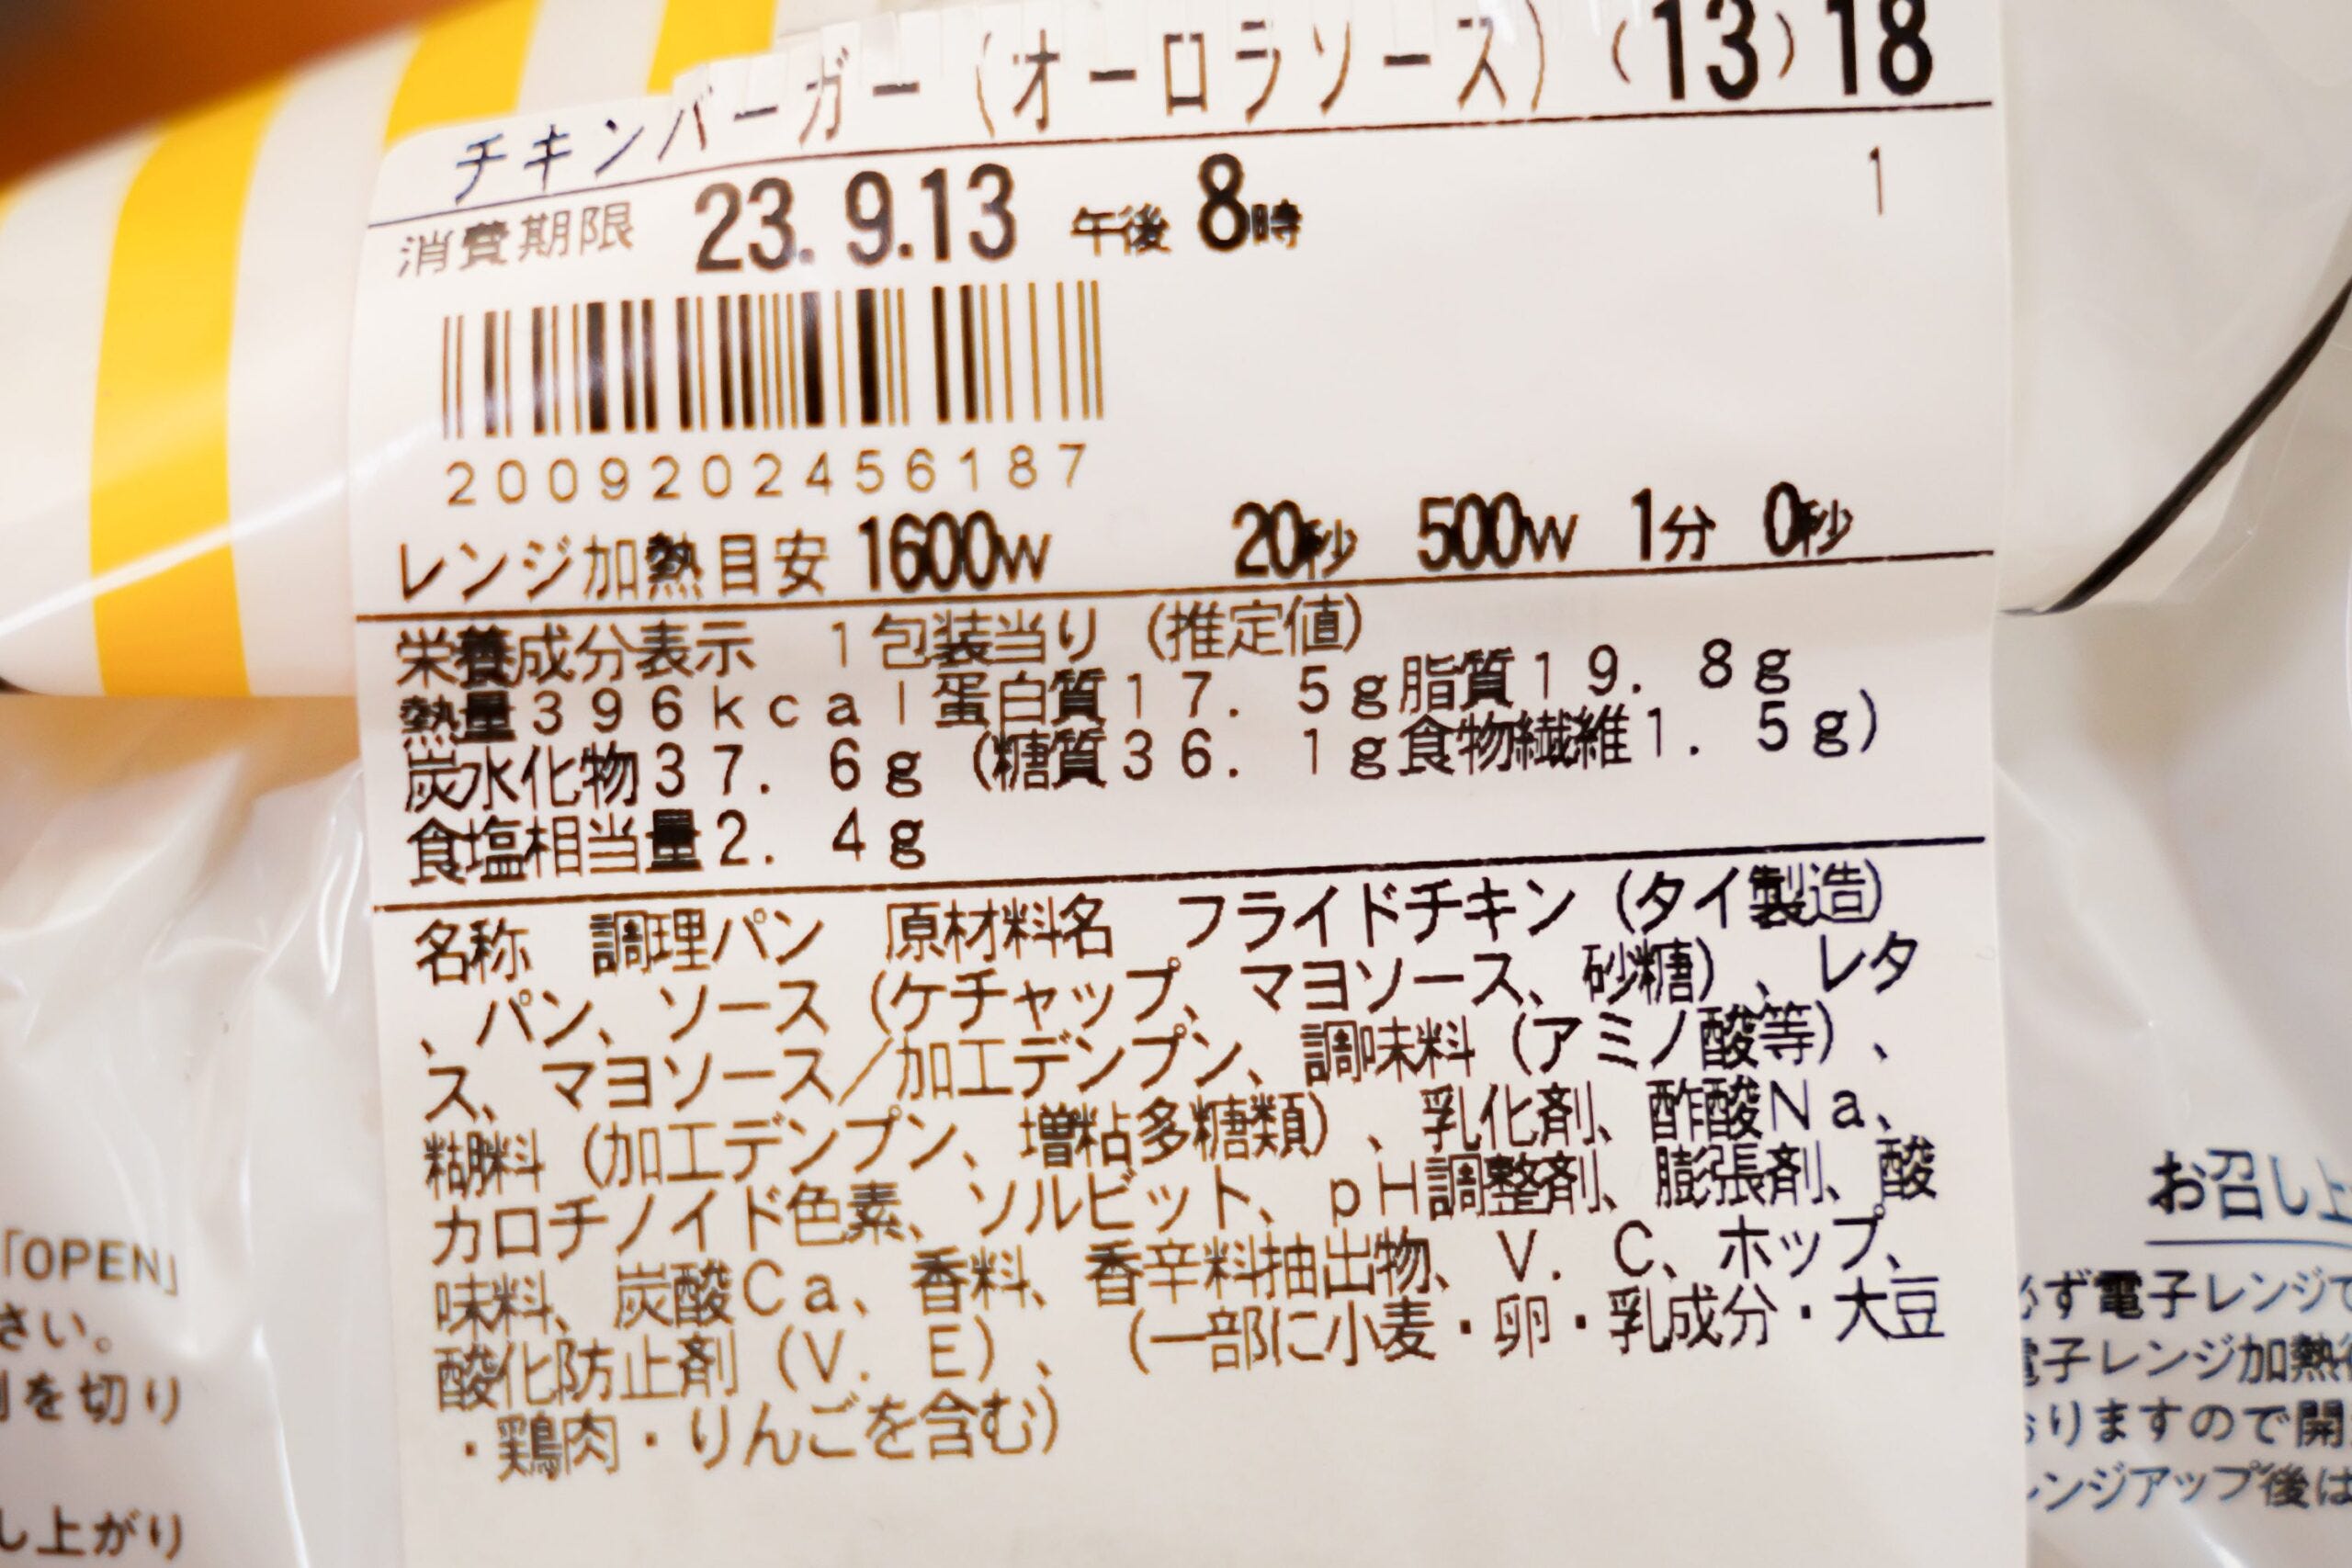 チキンバーガー(オーロラソース) (13)18
1
消費期限 23.9.13 午後 8時
2009202456187
レンジ加熱目安 1600w 20秒 500w 1分 0秒
栄養成分表示 1包装当り(推定値)
熱量396kcal蛋白質17.5g脂質19.8g
炭水化物37.6g(糖質36.1g食物繊維1.5g)
食塩相当量2.4g
名称 調理パン 原材料名 フライドチキン(タイ製造)
、パン、ソース(ケチャップ、マヨソース、砂糖)、レタ
ス、マヨソース/加工デンプン、調味料(アミノ酸等)、
糊料(加工デンプン、増粘多糖類)、乳化剤、酢酸Na、
カロチノイド色素、ソルビット、pH調整剤、膨張剤、酸
味料、炭酸Ca、香料、香辛料抽出物、V.C、ホップ、
酸化防止剤(V.E)、(一部に小麦・卵・乳成分・大豆
・鶏肉・りんごを含む)
「OPEN」
さい。
を切り
し上がり
お召し上
必ず電子レンジで
電子レンジ加熱
おりますので開
レンジアップ後は